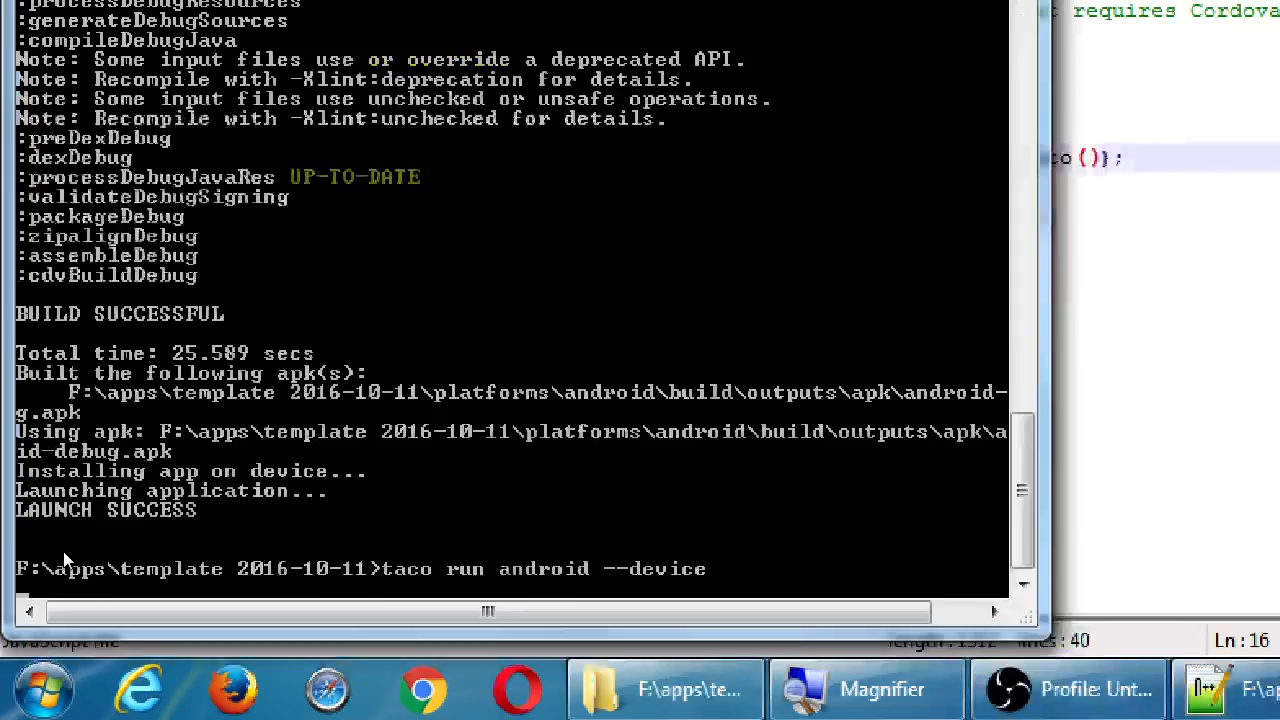 :processDebugResources
:generateDebugSources
:compileDebugJava
Note: Some input files use or override a deprecated API.
Note: Recompile with -Xlint:deprecation for details.
Note: Some input files use unchecked or unsafe operations.
Note: Recompile with -Xlint:unchecked for details.
:preDexDebug
:dexDebug
:processDebugJavaRes UP-TO-DATE
:validateDebugSigning
:packageDebug
:zipalignDebug
:assembleDebug
:cdvBuildDebug
BUILD SUCCESSFUL
Total time: 25.589 secs
Built the following apk(s):
F:\apps\template 2016-10-11\platforms\android\build\outputs\apk\android-
g.apk
Using apk: F:\apps\template 2016-10-11\platforms\android\build\outputs\apk\a
id-debug.apk
Installing app on device...
Launching application...
LAUNCH SUCCESS
F:\apps\template 2016-10-11>taco run android --device
requires Cordova
co()};
:40
Ln:16
F:\apps\te...
Magnifier
Profile: Unt...
F:\ap